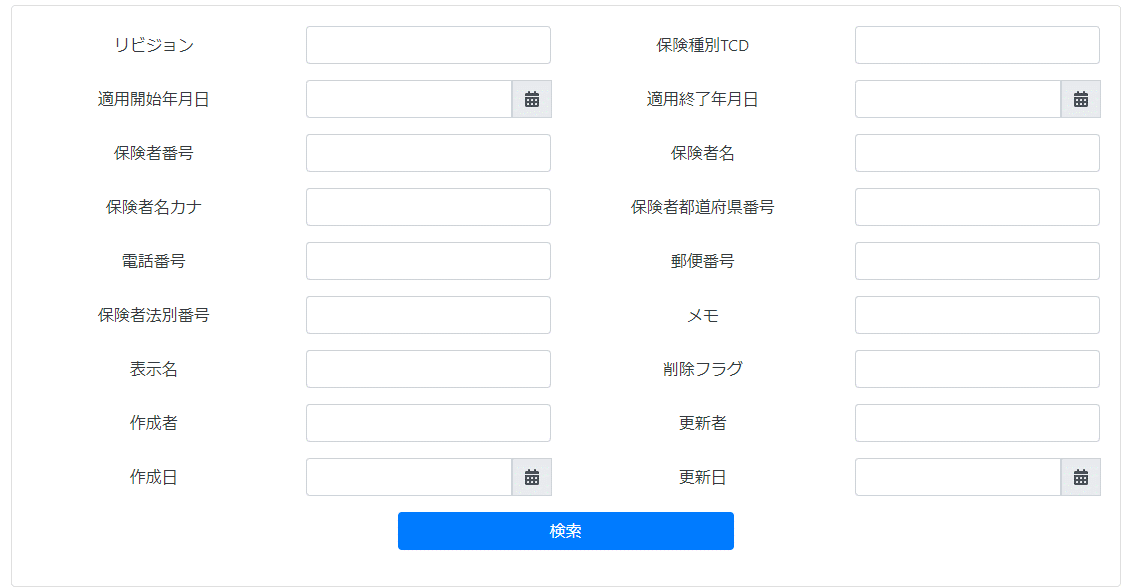 リビジョン
保険種別TCD
適用開始年月日
適用終了年月日
保険者番号
保険者名
保険者名カナ
保険者都道府県番号
電話番号
郵便番号
保険者法別番号
メモ
表示名
削除フラグ
作成者
更新者
作成日
更新日
検索